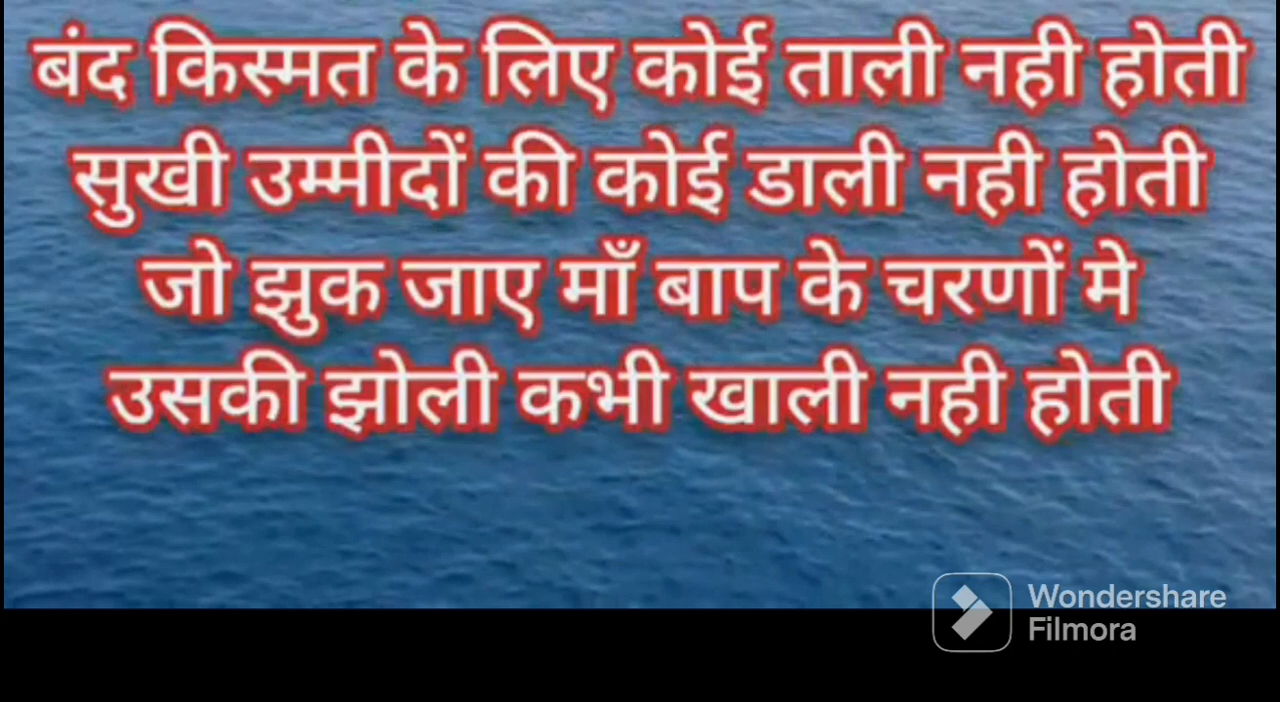 बंद किस्मत के लिए कोई ताली नही होती
सुखी उम्मीदों की कोई डाली नही होती
जो झुक जाए माँ बाप के चरणों मे
उसकी झोली कभी खाली नही होती
Wondershare
Filmora